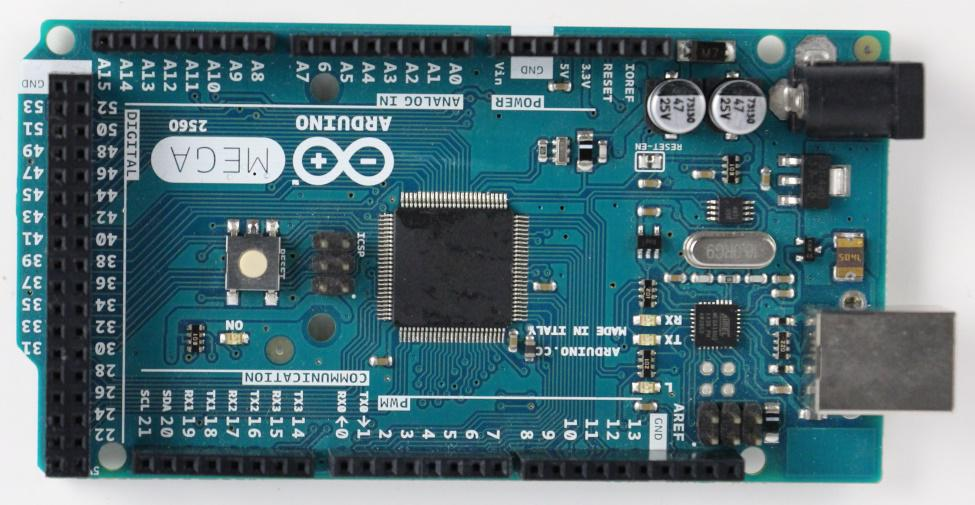 A15 A14 A13 A12 A11 A10 A9 A8
A7 6 A5 A4 A3 A2 A1 A0
Vin GND 5V 3.3V RESET IOREF
ANALOG IN
POWER
GND
53 52
51 50
49 48
47 46
45 44
43 42
41 40
39 38
37 36
35 34
33 32
31 30
28
26
24
22
DIGITAL
2560
ARDUINO
MEGA
RESET-EN
73130
47
25V
73130
47
25V
ICSP
RESET
ON
MADE IN ITALY
ARDUINO.CC
RX
TX
L
COMMUNICATION
PWM
SCL 21
SDA 20
RX1 19
TX1 18
RX2 17
TX2 16
RX3 15
TX3 14
RX0←0
TX0→1
2 3 4 5 6 7
8 9 10 11 12 13
GND
AREF